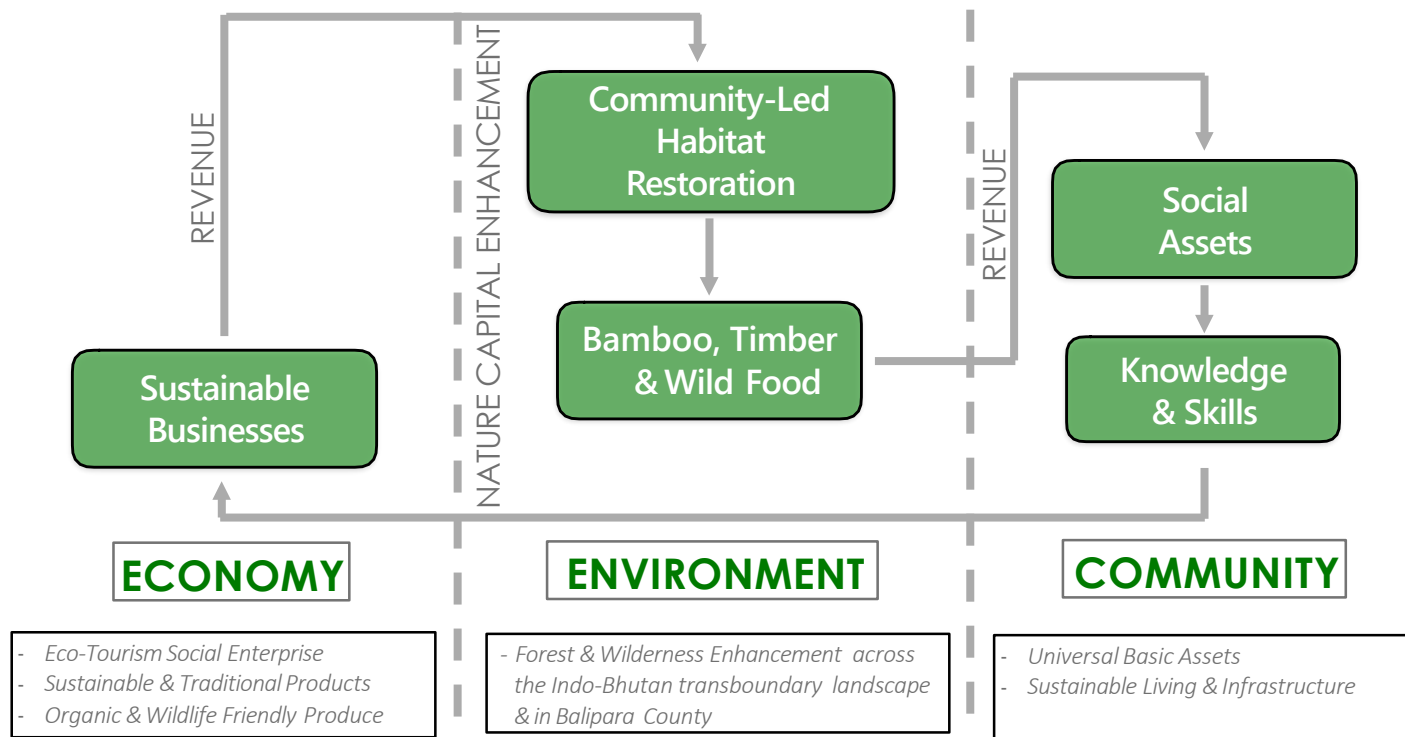 REVENUE
Sustainable
Businesses
NATURE CAPITAL ENHANCEMENT
Community-Led
Habitat
Restoration
Bamboo, Timber
& Wild Food
REVENUE
Social
Assets
Knowledge
& Skills
ECONOMY
- Eco-Tourism Social Enterprise
- Sustainable & Traditional Products
- Organic & Wildlife Friendly Produce
ENVIRONMENT
- Forest & Wilderness Enhancement across
the Indo-Bhutan transboundary landscape
& in Balipara County
COMMUNITY
- Universal Basic Assets
- Sustainable Living & Infrastructure